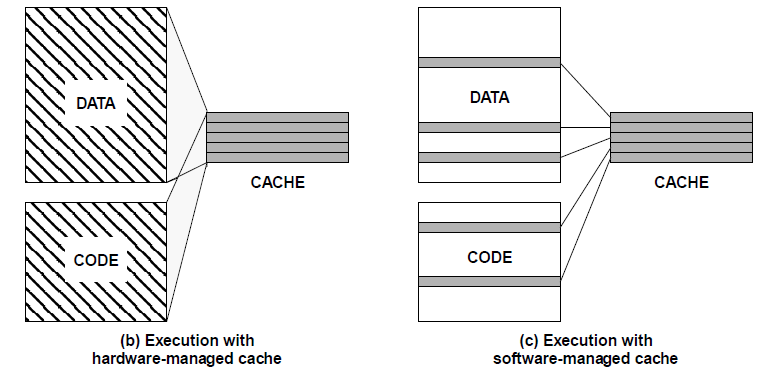 DATA
CACHE
CODE
(b) Execution with
hardware-managed cache
DATA
CACHE
CODE
(c) Execution with
software-managed cache